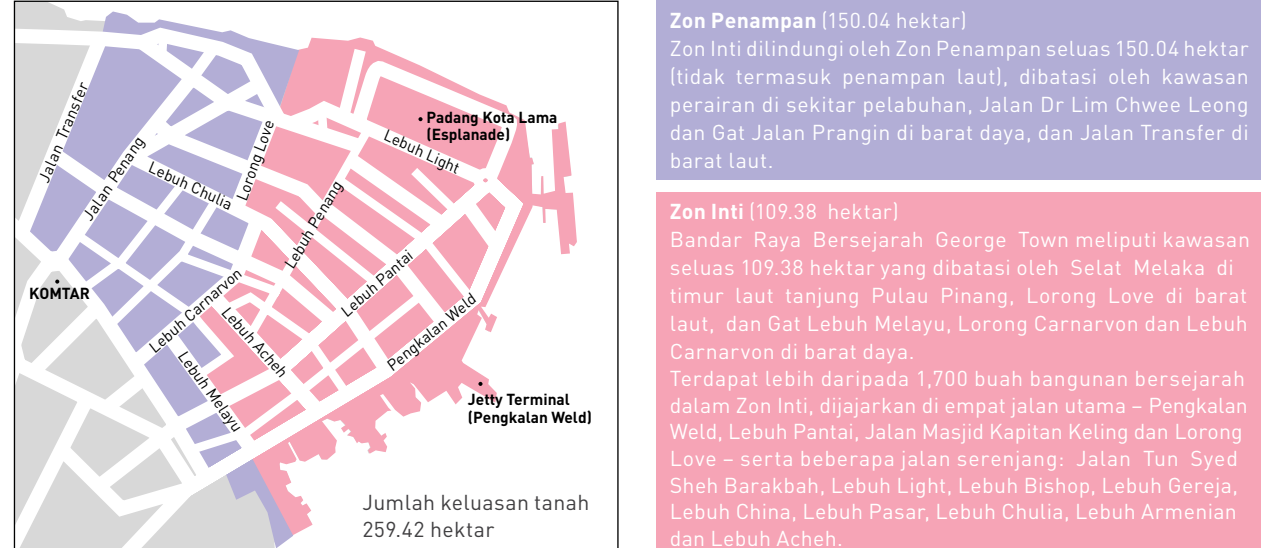 Jalan Transfer
Jalan Penang
Lorong Love
Lebuh Chulia
• Padang Kota Lama
(Esplanade)
Lebuh Light
Lebuh Penang
Lebuh Pantai
KOMTAR
Lebuh Carnarvon
Lebuh Acheh
Lebuh Melayu
Pengkalan Weld
Jetty Terminal
(Pengkalan Weld)
Jumlah keluasan tanah
259.42 hektar
Zon Penampan (150.04 hektar)
Zon Inti dilindungi oleh Zon Penampan seluas 150.04 hektar
(tidak termasuk penampan laut), dibatasi oleh kawasan
perairan di sekitar pelabuhan, Jalan Dr Lim Chwee Leong
dan Gat Jalan Prangin di barat daya, dan Jalan Transfer di
barat laut.
Zon Inti (109.38 hektar)
Bandar Raya Bersejarah George Town meliputi kawasan
seluas 109.38 hektar yang dibatasi oleh Selat Melaka di
timur laut tanjung Pulau Pinang, Lorong Love di barat
laut, dan Gat Lebuh Melayu, Lorong Carnarvon dan Lebuh
Carnarvon di barat daya.
Terdapat lebih daripada 1,700 buah bangunan bersejarah
dalam Zon Inti, dijajarkan di empat jalan utama – Pengkalan
Weld, Lebuh Pantai, Jalan Masjid Kapitan Keling dan Lorong
Love – serta beberapa jalan serenjang: Jalan Tun Syed
Sheh Barakbah, Lebuh Light, Lebuh Bishop, Lebuh Gereja,
Lebuh China, Lebuh Pasar, Lebuh Chulia, Lebuh Armenian
dan Lebuh Acheh.